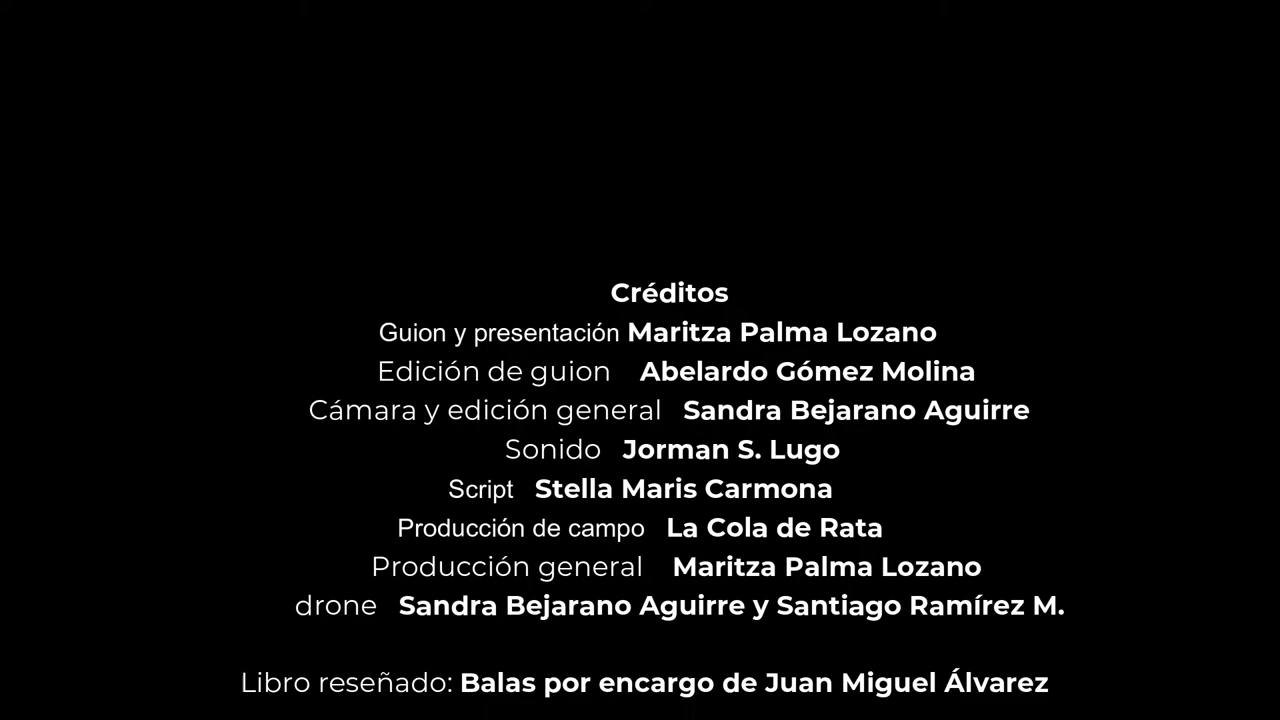 Créditos
Guion y presentación Maritza Palma Lozano
Edición de guion Abelardo Gómez Molina
Cámara y edición general Sandra Bejarano Aguirre
Sonido Jorman S. Lugo
Script Stella Maris Carmona
Producción de campo La Cola de Rata
Producción general Maritza Palma Lozano
drone Sandra Bejarano Aguirre y Santiago Ramírez M.
Libro reseñado: Balas por encargo de Juan Miguel Álvarez